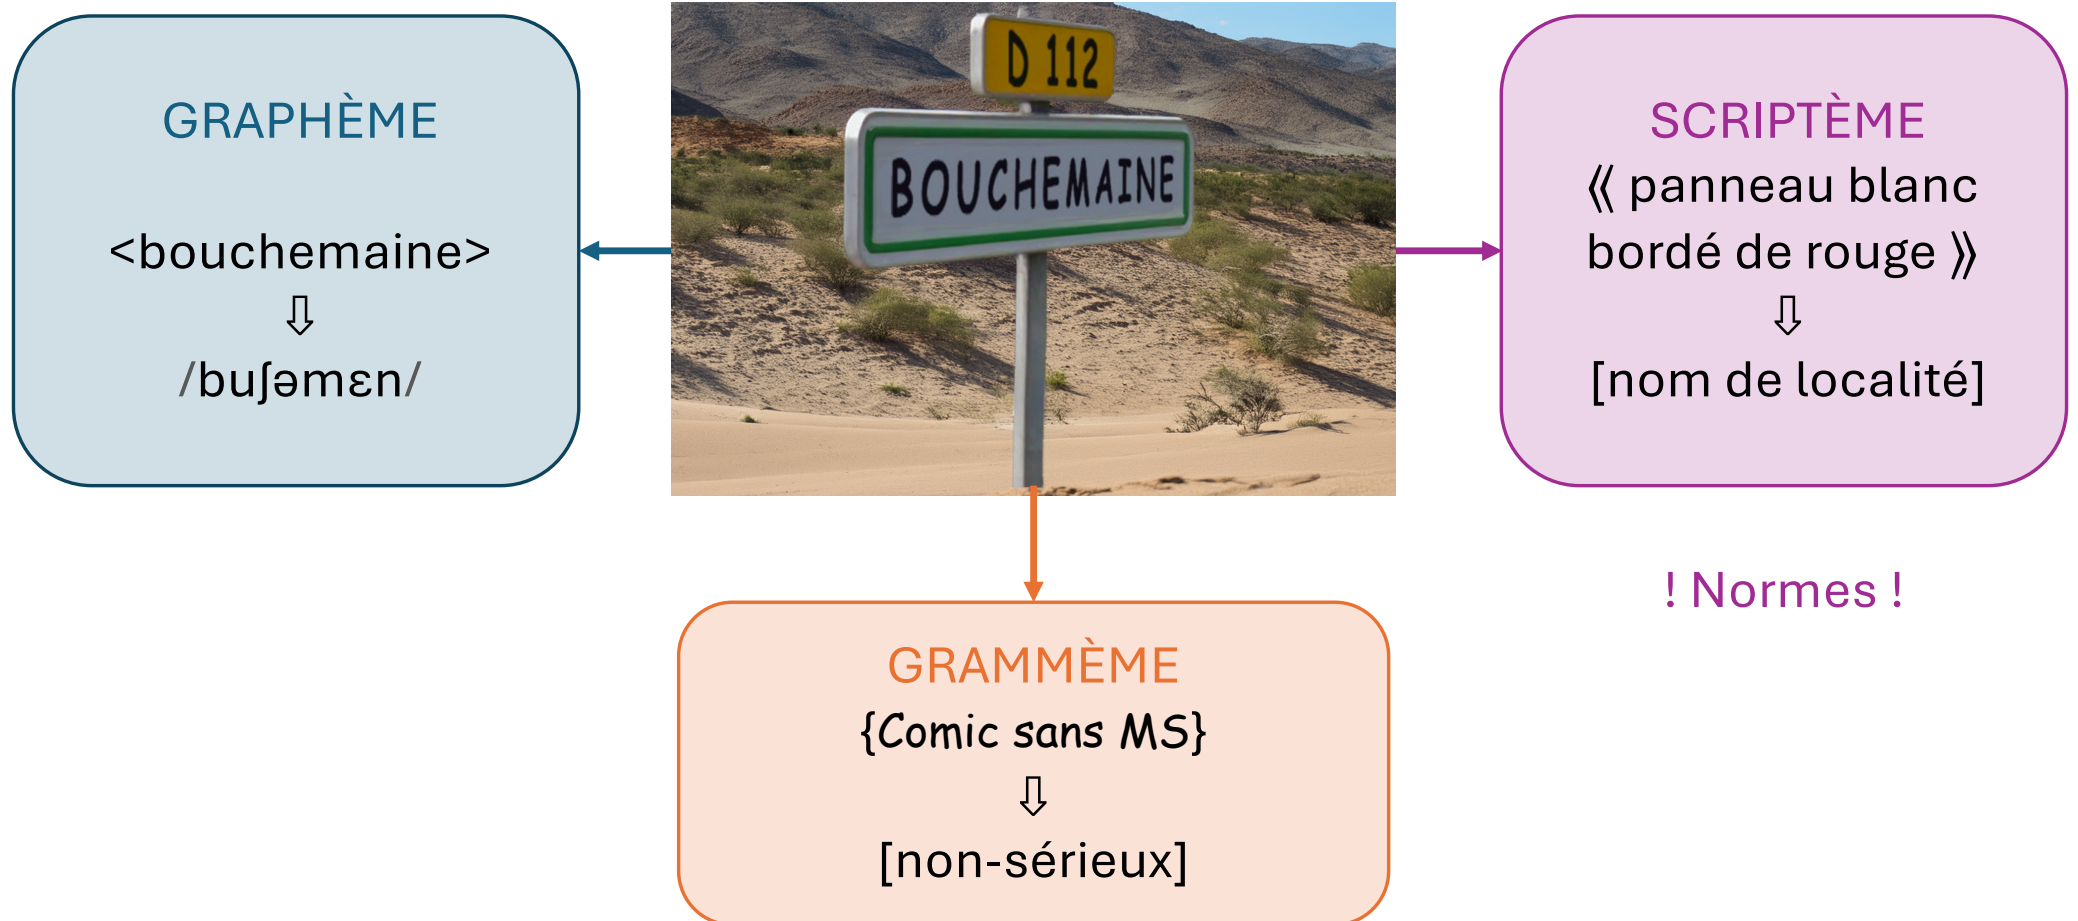 GRAPHÈME
<bouchemaine>
⇩
/buʃəmɛn/
D 112
BOUCHEMAINE
SCRIPTÈME
⟪ panneau blanc
bordé de rouge ⟫
⇩
[nom de localité]
! Normes !
GRAMMÈME
{Comic sans MS}
⇩
[non-sérieux]